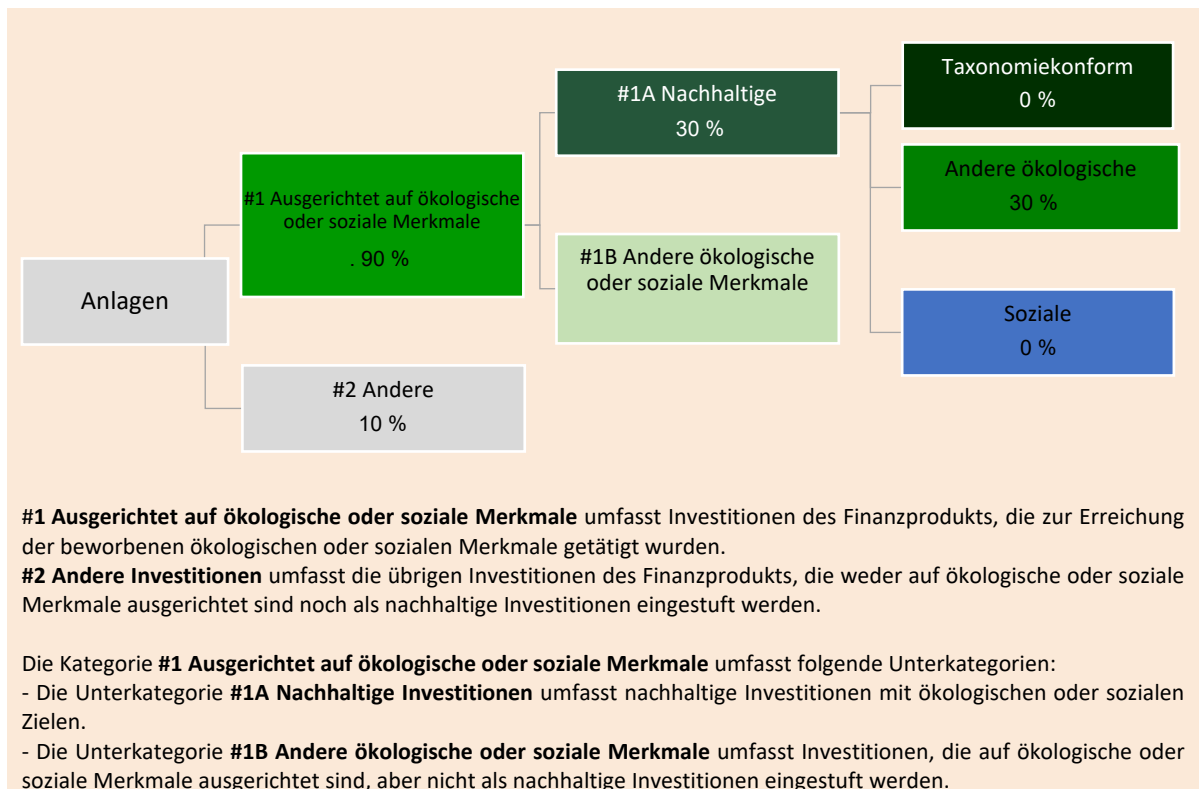 Anlagen
#1 Ausgerichtet auf ökologische
oder soziale Merkmale
. 90 %
#2 Andere
10 %
#1A Nachhaltige
30 %
#1B Andere ökologische
oder soziale Merkmale
Taxonomiekonform
0 %
Andere ökologische
30 %
Soziale
0 %
#1 Ausgerichtet auf ökologische oder soziale Merkmale umfasst Investitionen des Finanzprodukts, die zur Erreichung
der beworbenen ökologischen oder sozialen Merkmale getätigt wurden.
#2 Andere Investitionen umfasst die übrigen Investitionen des Finanzprodukts, die weder auf ökologische oder soziale
Merkmale ausgerichtet sind noch als nachhaltige Investitionen eingestuft werden.
Die Kategorie #1 Ausgerichtet auf ökologische oder soziale Merkmale umfasst folgende Unterkategorien:
- Die Unterkategorie #1A Nachhaltige Investitionen umfasst nachhaltige Investitionen mit ökologischen oder sozialen
Zielen.
- Die Unterkategorie #1B Andere ökologische oder soziale Merkmale umfasst Investitionen, die auf ökologische oder
soziale Merkmale ausgerichtet sind, aber nicht als nachhaltige Investitionen eingestuft werden.